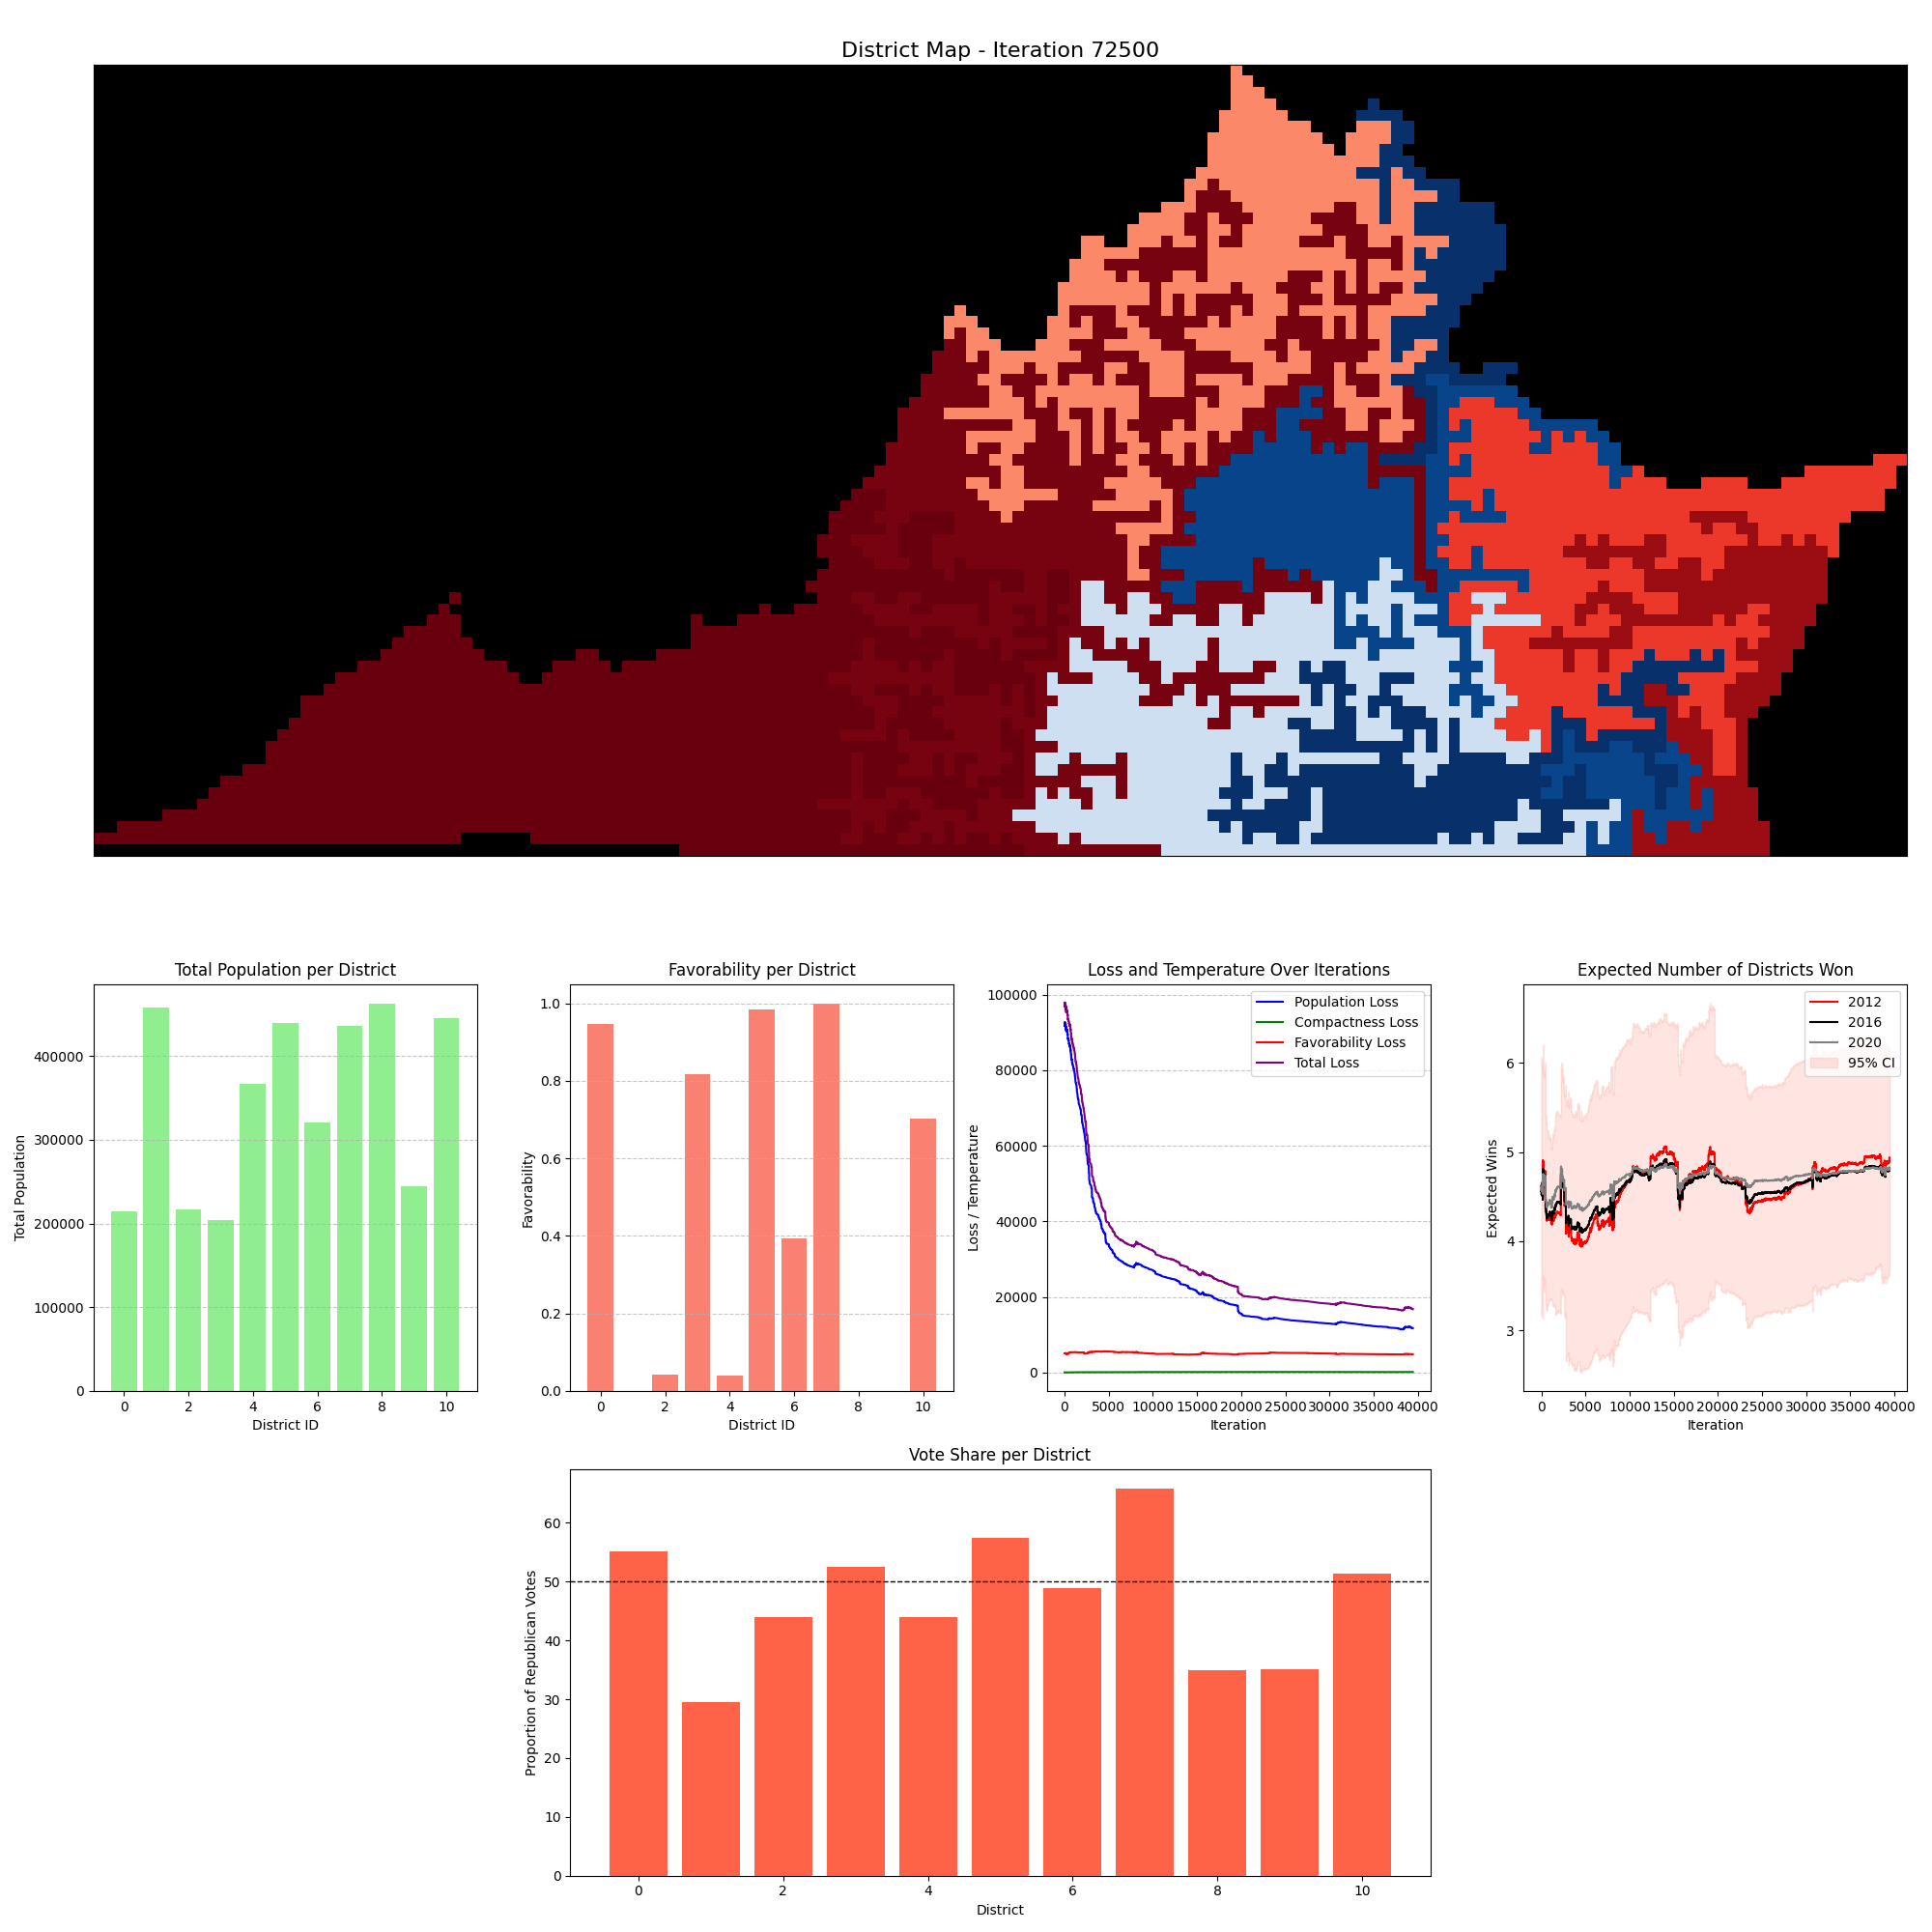 District Map - Iteration 72500
Total Population per District
Total Population
400000
300000
200000
100000
0
0 2 4 6 8 10
District ID
Favorability per District
Favorability
1.0
0.8
0.6
0.4
0.2
0.0
0 2 4 6 8 10
District ID
Loss and Temperature Over Iterations
Loss / Temperature
100000
80000
60000
40000
20000
0
Population Loss
Compactness Loss
Favorability Loss
Total Loss
0 5000 10000 15000 20000 25000 30000 35000 40000
Iteration
Expected Number of Districts Won
Expected Wins
6
5
4
3
2012
2016
2020
95% CI
0 5000 10000 15000 20000 25000 30000 35000 40000
Iteration
Vote Share per District
Proportion of Republican Votes
60
50
40
30
20
10
0
0 2 4 6 8 10
District